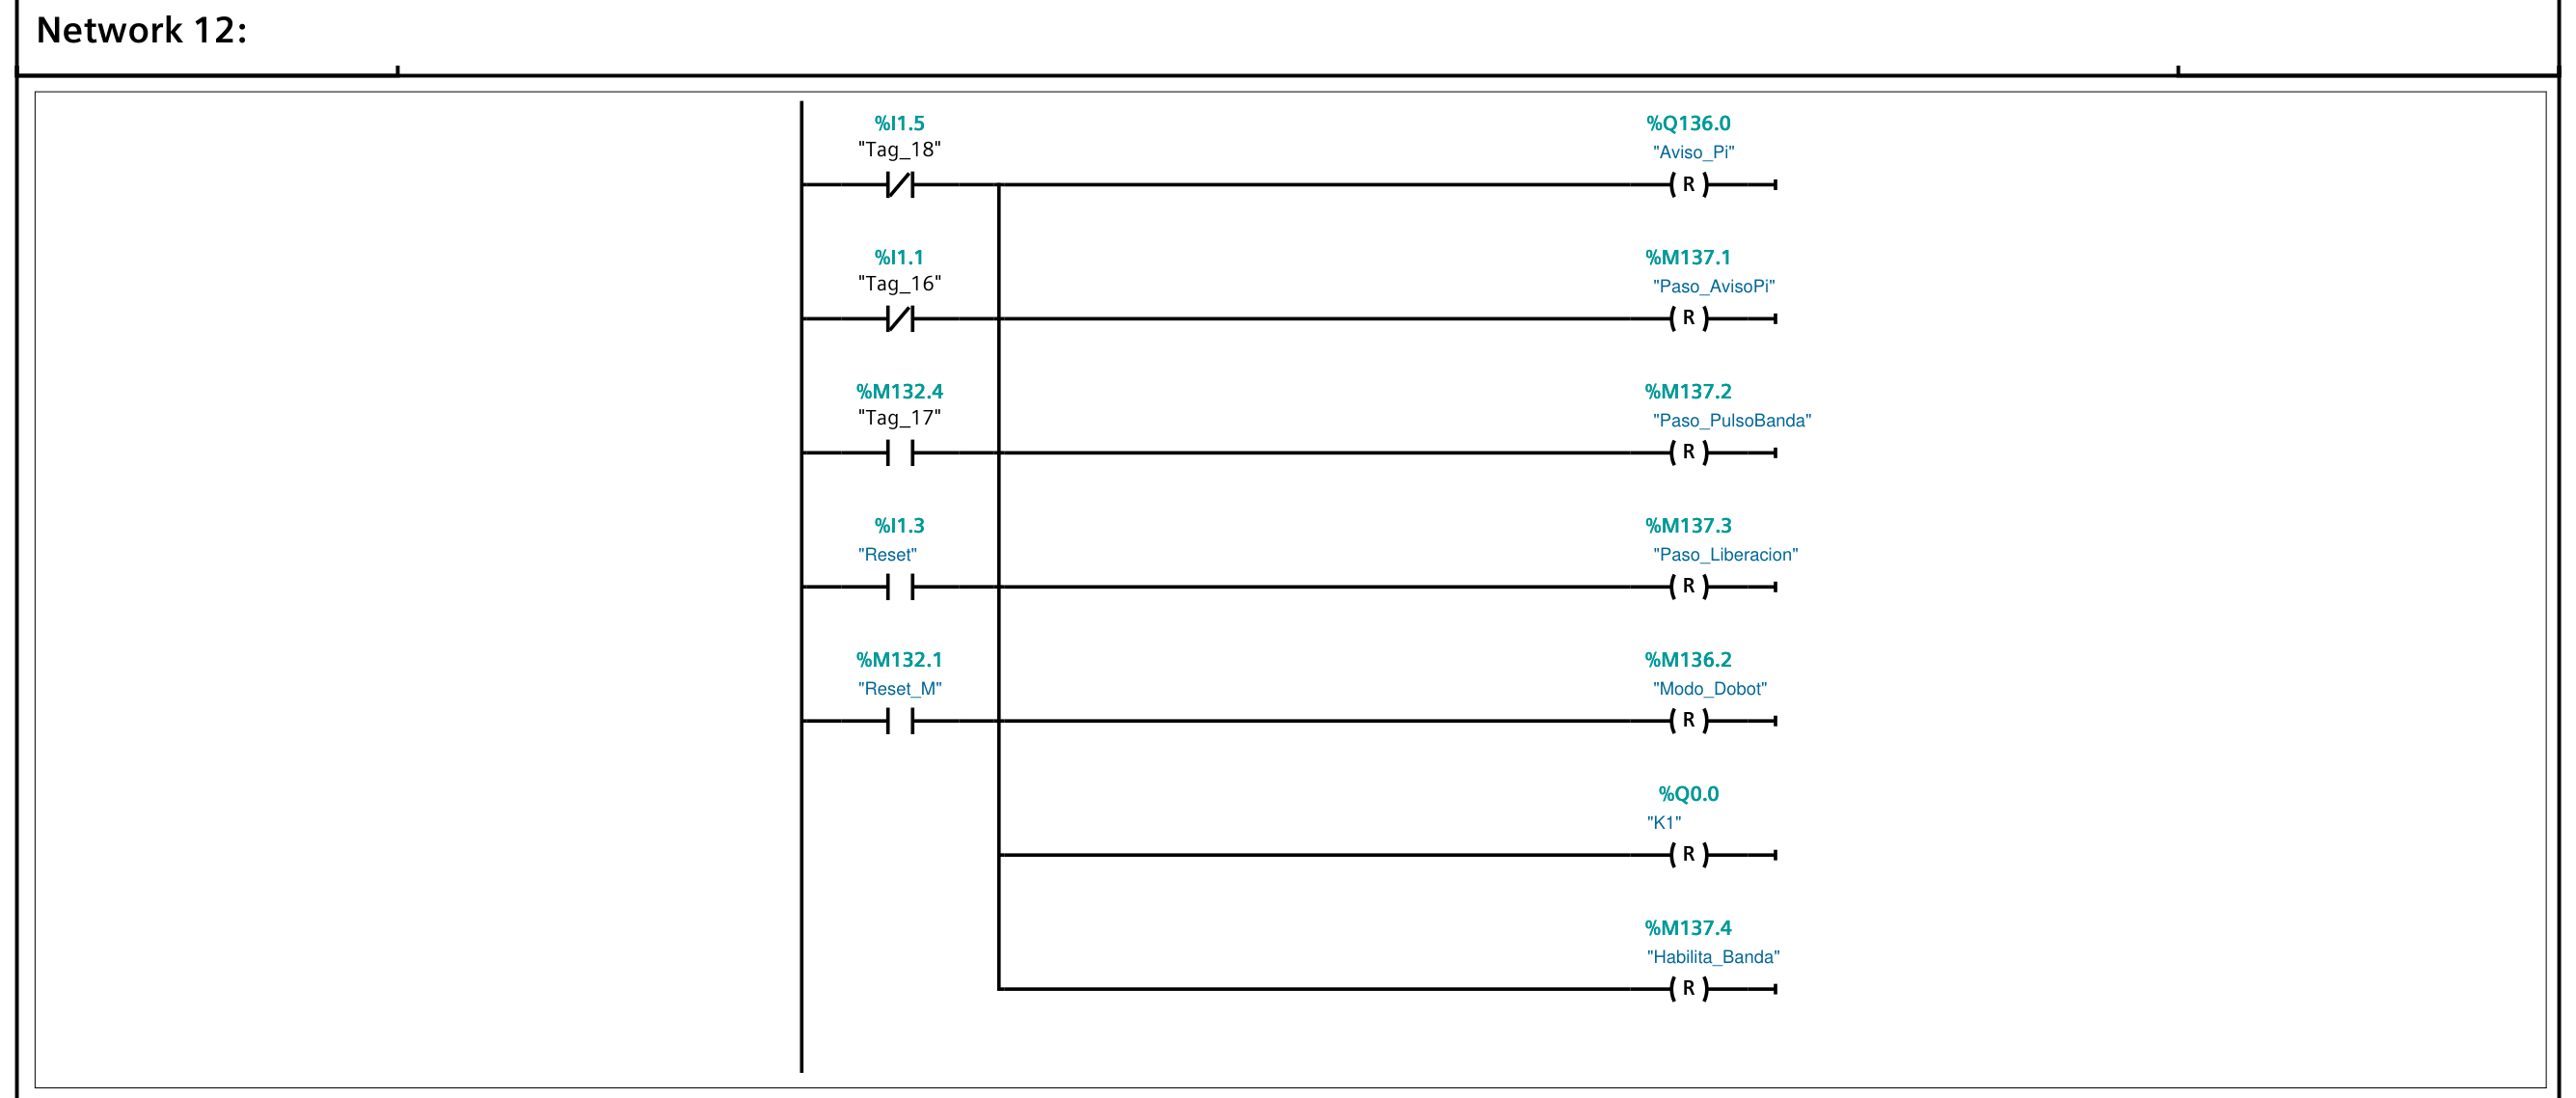 Network 12:
%I1.5 %Q136.0
"Tag_18" "Aviso_Pi"
R
%I1.1 %M137.1
"Tag_16" "Paso_AvisoPi"
R
%M132.4 %M137.2
"Tag_17" "Paso_PulsoBanda"
R
%I1.3 %M137.3
"Reset" "Paso_Liberacion"
R
%M132.1 %M136.2
"Reset_M" "Modo_Dobot"
R
%Q0.0
"K1"
R
%M137.4
"Habilita_Banda"
R